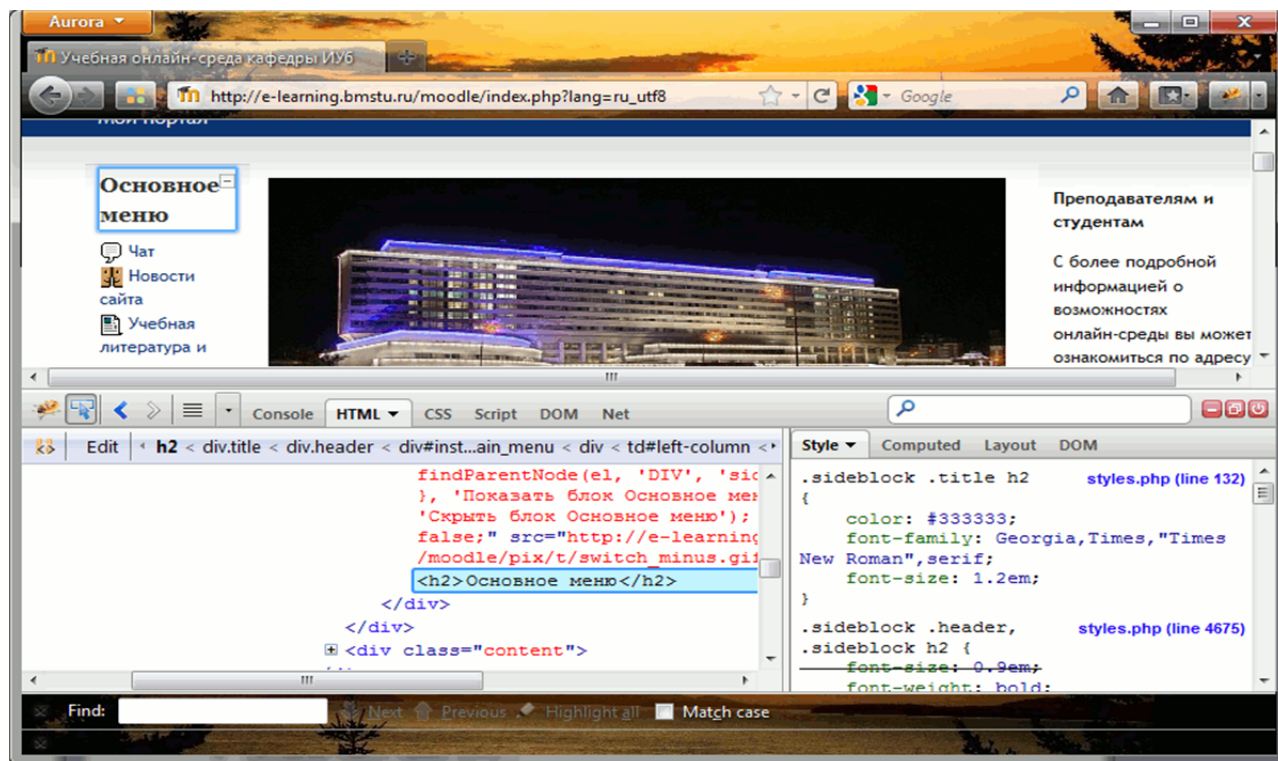 Aurora
Учебная онлайн-среда кафедры ИУ6
http://e-learning.bmstu.ru/moodle/index.php?lang=ru_utf8
Google
Мой портал
Основное
меню
Чат
Новости
сайта
Учебная
литература и
Преподавателям и
студентам
С более подробной
информацией о
возможностях
онлайн-среды вы может
ознакомиться по адресу
Console HTML CSS Script DOM Net
Edit h2 < div.title < div.header < div#inst...ain_menu < div < td#left-column <
findParentNode(el, 'DIV', 'sid
}, 'Показать блок Основное мен
'Скрыть блок Основное меню');
false;" src="http://e-learning
/moodle/pix/t/switch_minus.gif
<h2>Основное меню</h2>
</div>
</div>
<div class="content">
Style Computed Layout DOM
.sideblock .title h2 styles.php (line 132)
{
color: #333333;
font-family: Georgia,Times,"Times
New Roman",serif;
font-size: 1.2em;
}
.sideblock .header, styles.php (line 4675)
.sideblock h2 {
font-size: 0.9em;
font-weight: bold;
Find: Next Previous Highlight all Match case